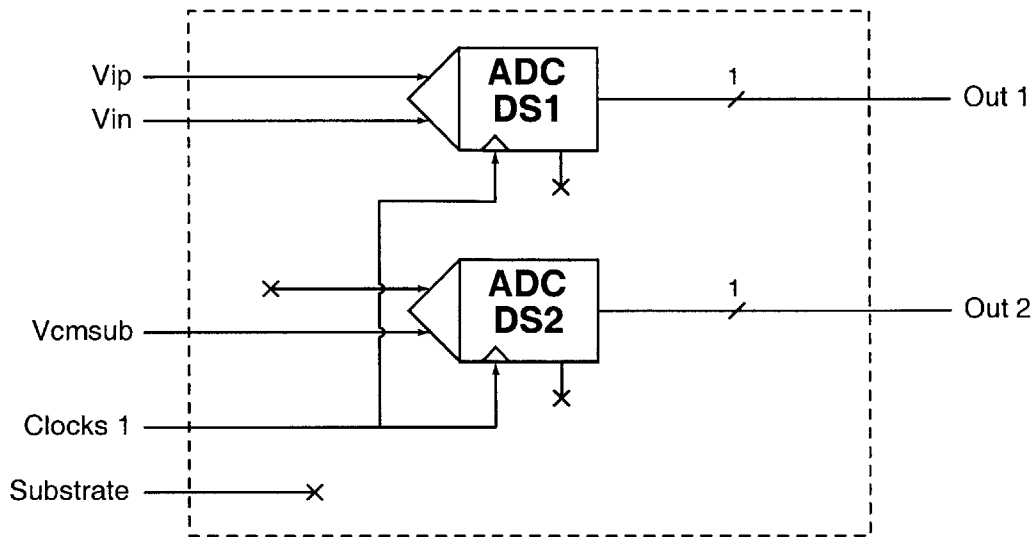 Vip
Vin
ADC
DS1
1
Out 1
Vcmsub
ADC
DS2
1
Out 2
Clocks 1
Substrate